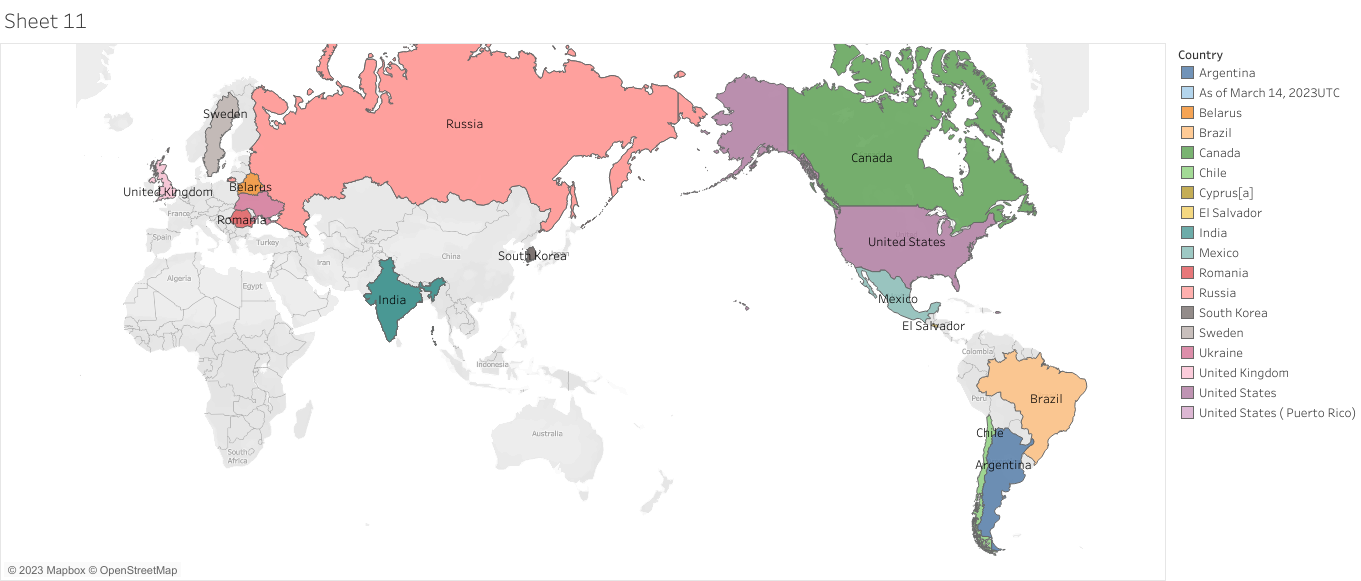 Sheet 11
Sweden
Russia
Canada
United Kingdom
Belarus
France
Romania
Spain
Turkey
United States
South Korea
China
Iran
Algeria
Egypt
India
Mexico
El Salvador
Colombia
Indonesia
Peru
Brazil
Australia
Chile
South
Africa
Argentina
© 2023 Mapbox © OpenStreetMap
Country
Argentina
As of March 14, 2023UTC
Belarus
Brazil
Canada
Chile
Cyprus[a]
El Salvador
India
Mexico
Romania
Russia
South Korea
Sweden
Ukraine
United Kingdom
United States
United States ( Puerto Rico)